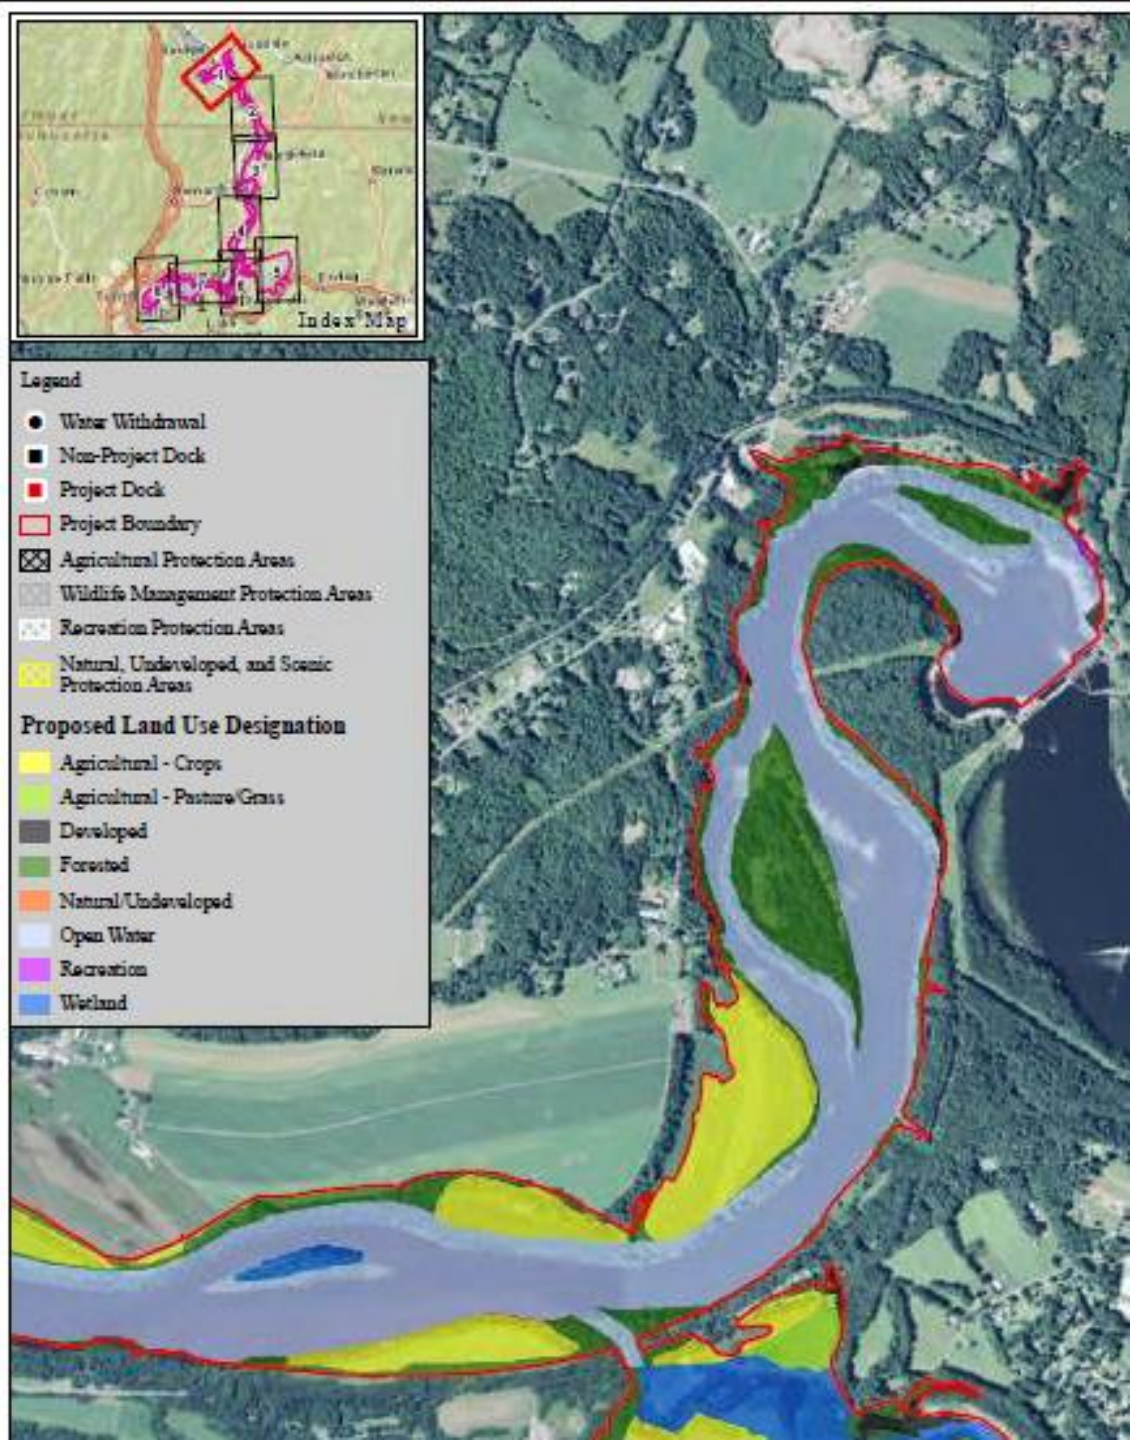 Index Map
Legend
Water Withdrawal
Non-Project Dock
Project Dock
Project Boundary
Agricultural Protection Areas
Wildlife Management Protection Areas
Recreation Protection Areas
Natural, Undeveloped, and Scenic
Protection Areas
Proposed Land Use Designation
Agricultural - Crops
Agricultural - Pasture/Grass
Developed
Forested
Natural/Undeveloped
Open Water
Recreation
Wetland